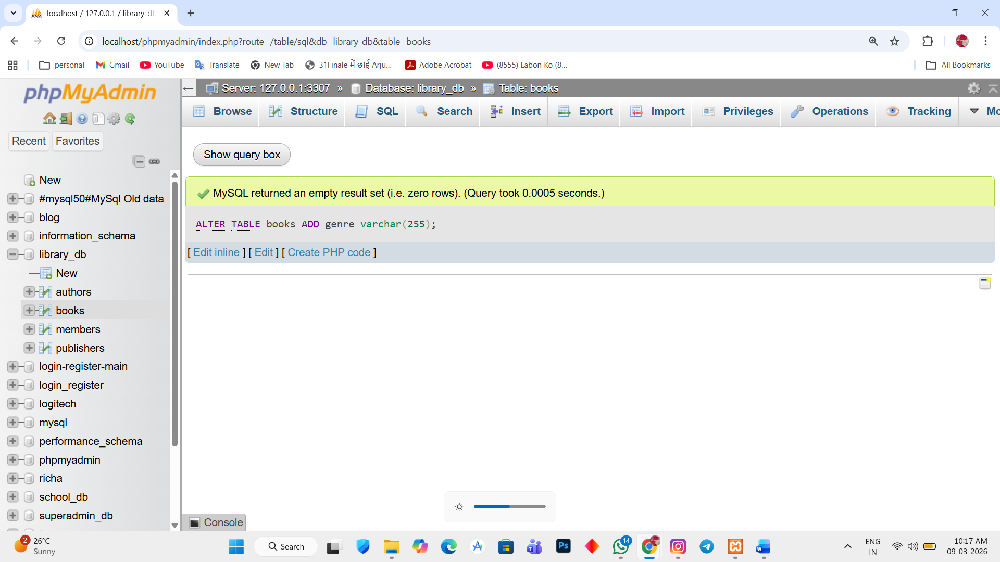 localhost / 127.0.0.1 / library_db
localhost/phpmyadmin/index.php?route=/table/sql&db=library_db&table=books
personal
Gmail
YouTube
Translate
New Tab
31Finale में छाई Arju...
Adobe Acrobat
(8555) Labon Ko (8...
All Bookmarks
phpMyAdmin
Server: 127.0.0.1:3307 » Database: library_db » Table: books
Browse
Structure
SQL
Search
Insert
Export
Import
Privileges
Operations
Tracking
Mo
Recent
Favorites
Show query box
MySQL returned an empty result set (i.e. zero rows). (Query took 0.0005 seconds.)
ALTER TABLE books ADD genre varchar(255);
[ Edit inline ] [ Edit ] [ Create PHP code ]
New
#mysql50#MySql Old data
blog
information_schema
library_db
New
authors
books
members
publishers
login-register-main
login_register
logitech
mysql
performance_schema
phpmyadmin
richa
school_db
superadmin_db
Console
2
26°C
Sunny
Search
Ps
14
ENG
IN
10:17 AM
09-03-2026